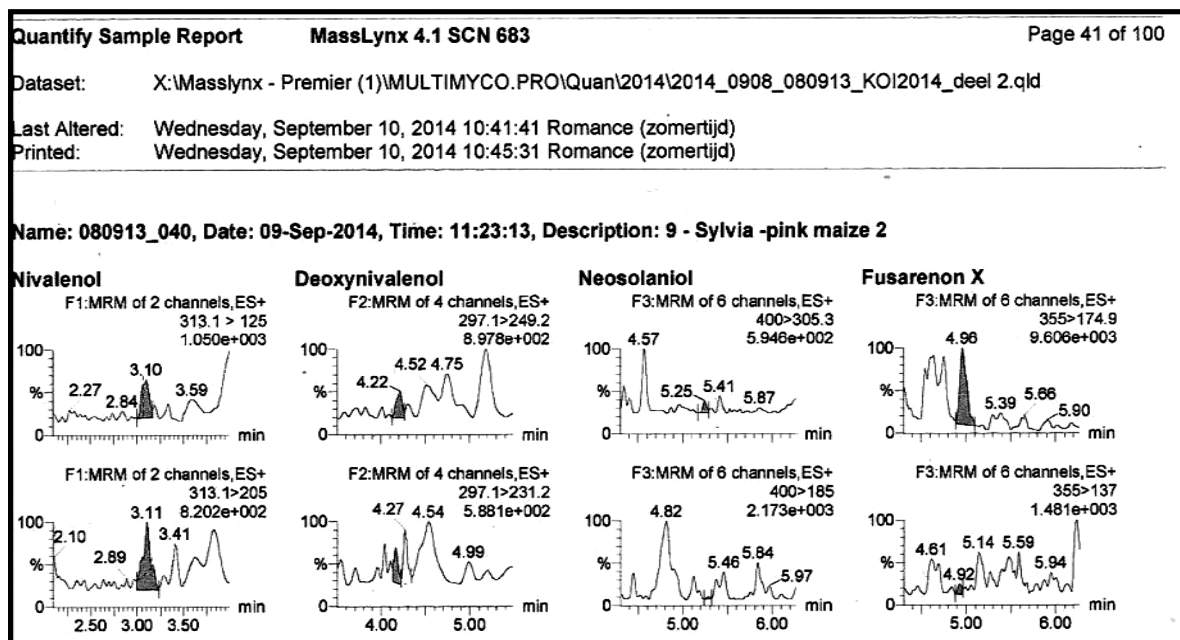 Quantify Sample Report MassLynx 4.1 SCN 683 Page 41 of 100
Dataset: X:\Masslynx - Premier (1)\MULTIMYCO.PRO\Quan\2014\2014_0908_080913_KOI2014_deel 2.qld
Last Altered: Wednesday, September 10, 2014 10:41:41 Romance (zomertijd)
Printed: Wednesday, September 10, 2014 10:45:31 Romance (zomertijd)
Name: 080913_040, Date: 09-Sep-2014, Time: 11:23:13, Description: 9 - Sylvia -pink maize 2
Nivalenol
F1:MRM of 2 channels,ES+
313.1 > 125
1.050e+003
100
%
0
2.27
2.84
3.10
3.59
min
Deoxynivalenol
F2:MRM of 4 channels,ES+
297.1>249.2
8.978e+002
100
%
0
4.22
4.52
4.75
min
Neosolaniol
F3:MRM of 6 channels,ES+
400>305.3
5.946e+002
100
%
0
4.57
5.25
5.41
5.87
min
Fusarenon X
F3:MRM of 6 channels,ES+
355>174.9
9.606e+003
100
%
0
4.96
5.39
5.66
5.90
min
F1:MRM of 2 channels,ES+
313.1>205
8.202e+002
100
%
0
2.10
2.89
3.11
3.41
min
2.50 3.00 3.50
F2:MRM of 4 channels,ES+
297.1>231.2
5.881e+002
100
%
0
4.27
4.54
4.99
min
4.00 5.00
F3:MRM of 6 channels,ES+
400>185
2.173e+003
100
%
0
4.82
5.46
5.84
5.97
min
5.00 6.00
F3:MRM of 6 channels,ES+
355>137
1.481e+003
100
%
0
4.61
4.92
5.14
5.59
5.94
min
5.00 6.00